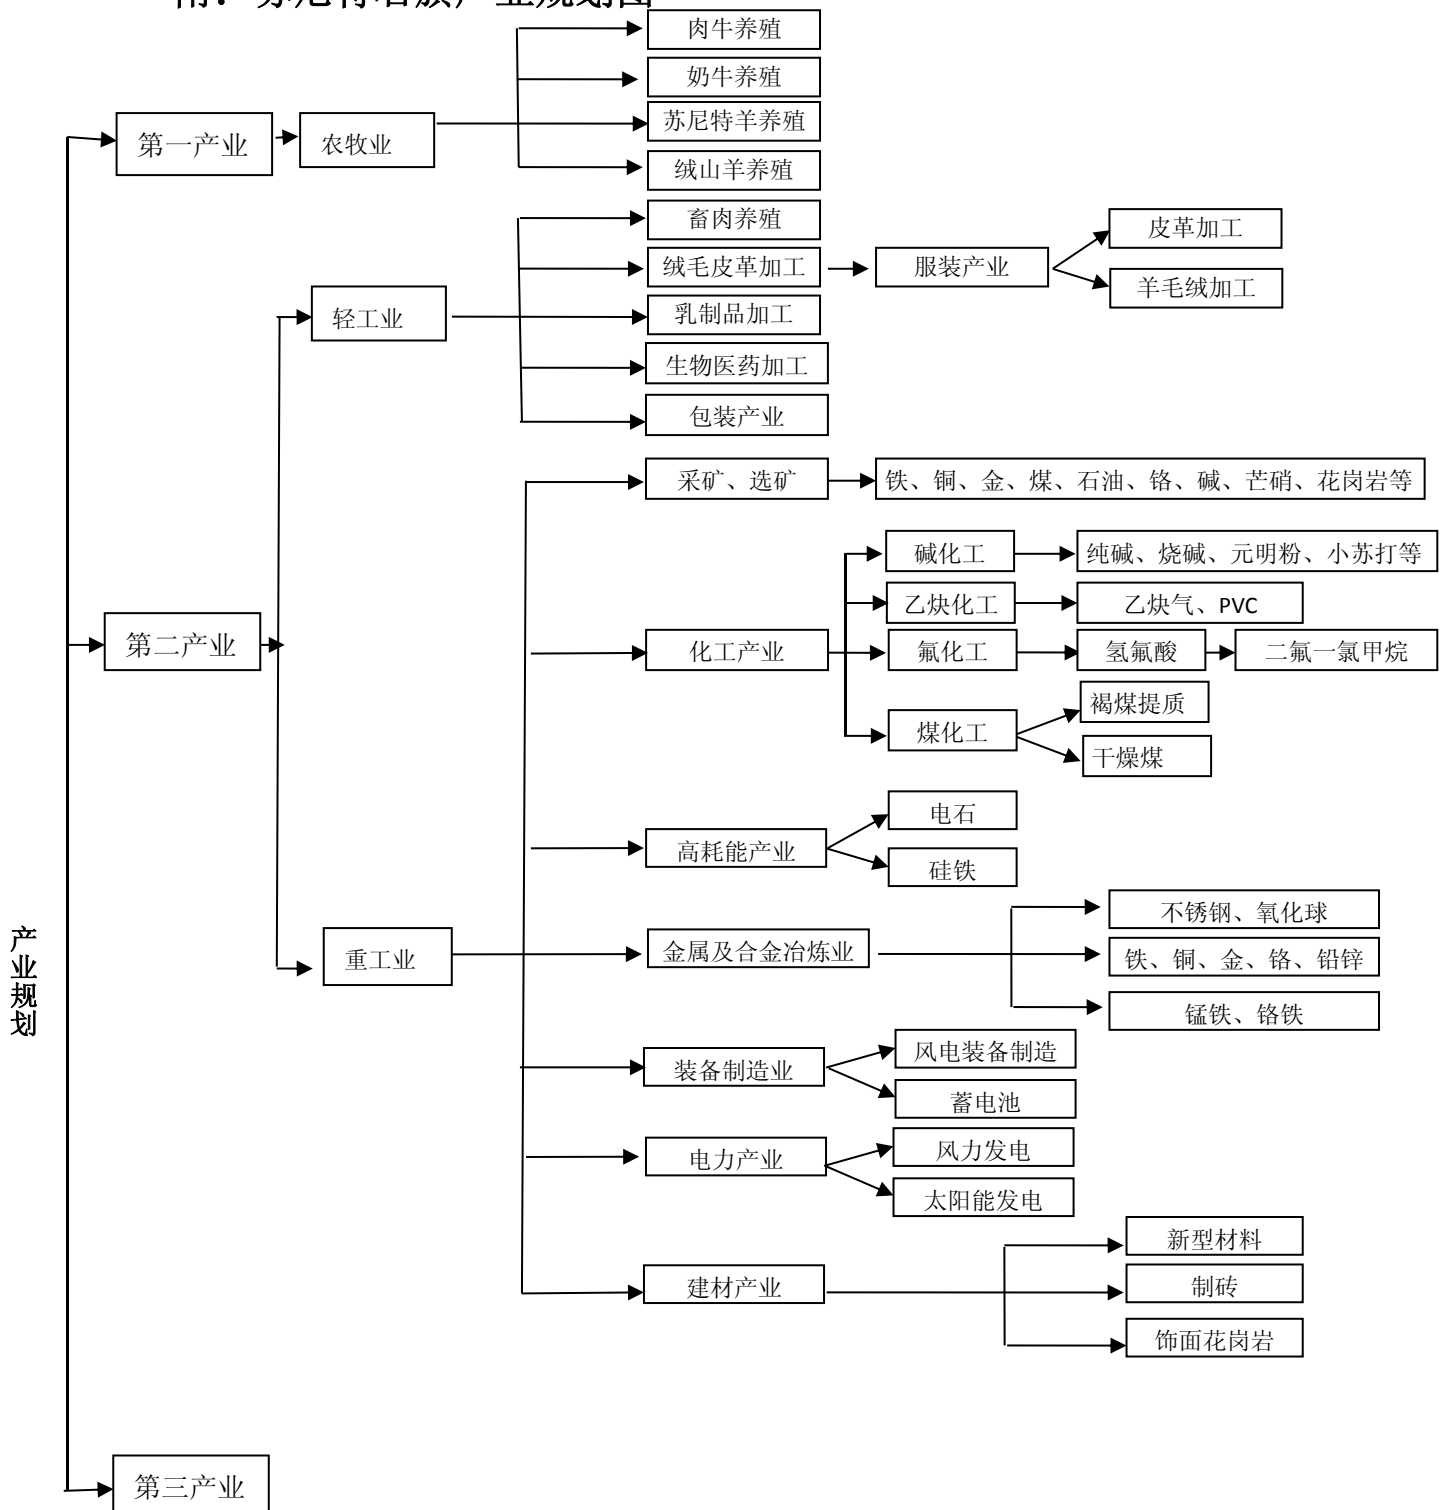 附：苏尼特右旗产业规划图
肉牛养殖
奶牛养殖
第一产业
农牧业
苏尼特羊养殖
绒山羊养殖
畜肉养殖
皮革加工
绒毛皮革加工
服装产业
羊毛绒加工
轻工业
乳制品加工
生物医药加工
包装产业
采矿、选矿
铁、铜、金、煤、石油、铬、碱、芒硝、花岗岩等
碱化工
纯碱、烧碱、元明粉、小苏打等
乙炔化工
乙炔气、PVC
第二产业
化工产业
氟化工
氢氟酸
二氟一氯甲烷
褐煤提质
煤化工
干燥煤
电石
高耗能产业
硅铁
不锈钢、氧化球
产业规划
重工业
金属及合金冶炼业
铁、铜、金、铬、铅锌
锰铁、铬铁
风电装备制造
装备制造业
蓄电池
风力发电
电力产业
太阳能发电
新型材料
建材产业
制砖
饰面花岗岩
第三产业